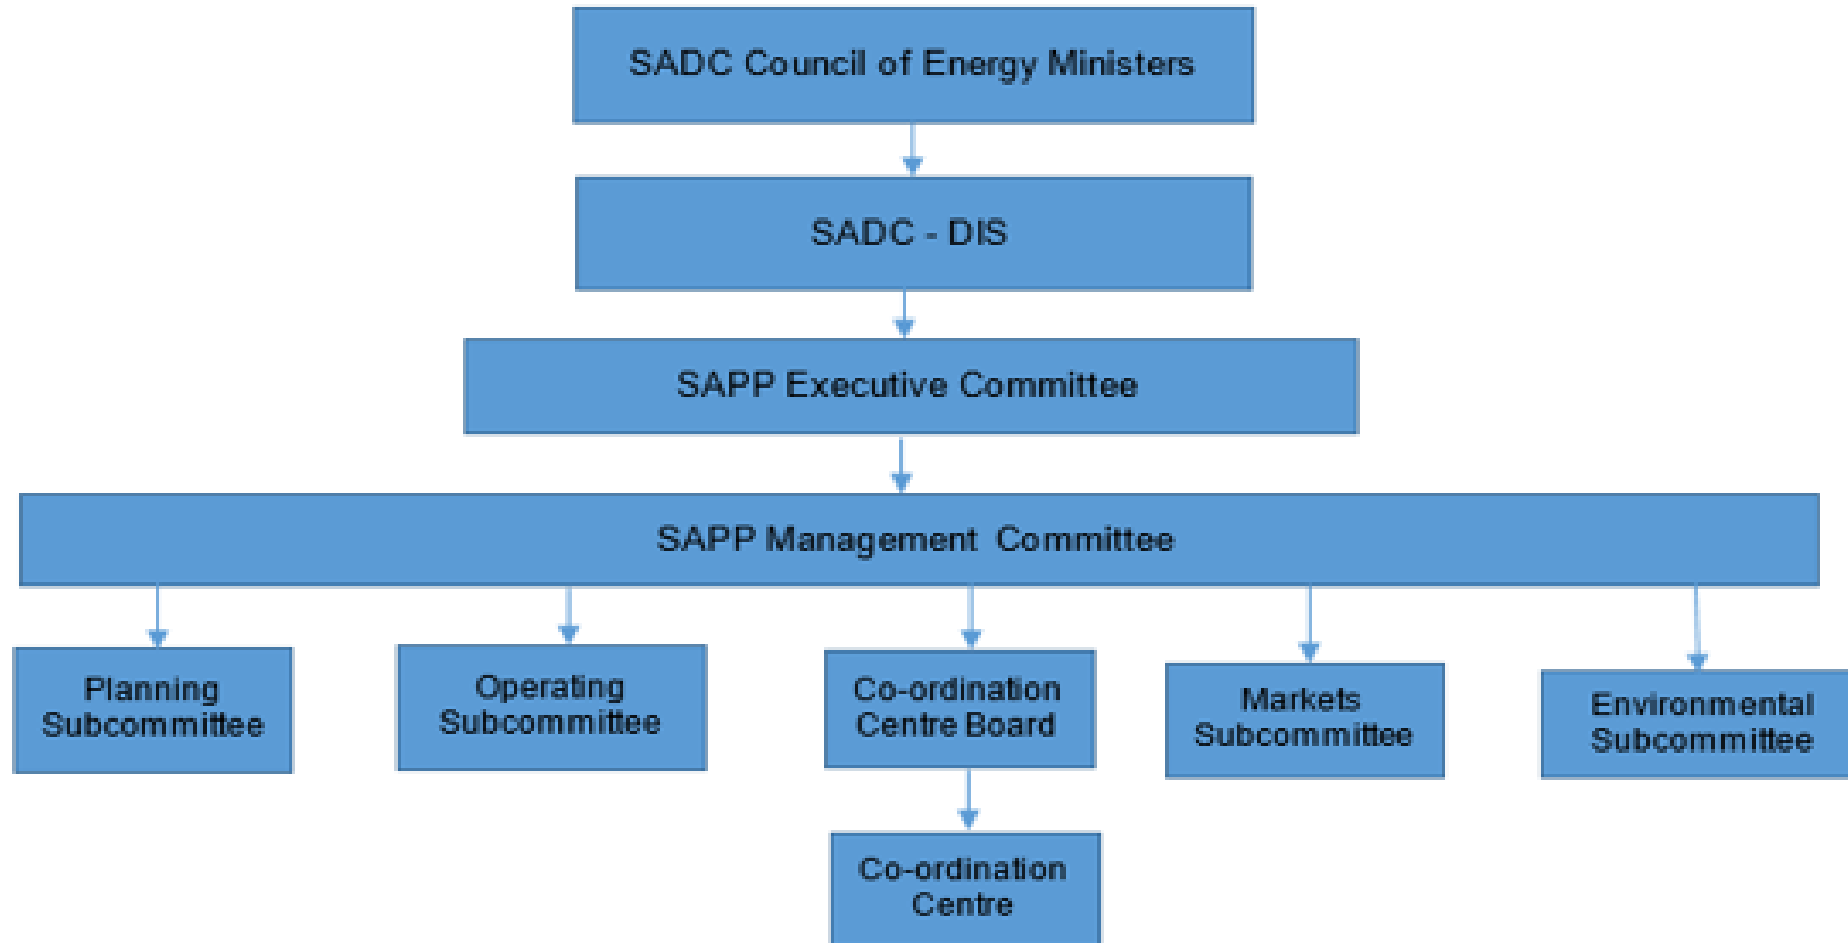 SADC Council of Energy Ministers
SADC - DIS
SAPP Executive Committee
SAPP Management Committee
Planning
Subcommittee
Operating
Subcommittee
Co-ordination
Centre Board
Markets
Subcommittee
Environmental
Subcommittee
Co-ordination
Centre